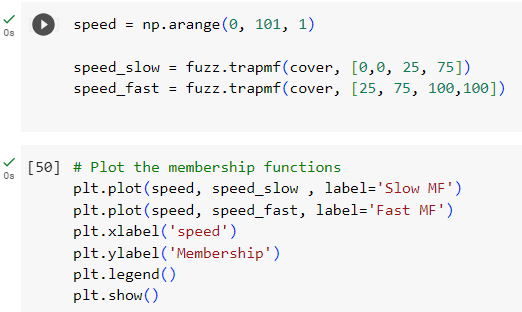 0s
speed = np.arange(0, 101, 1)
speed_slow = fuzz.trapmf(cover, [0,0, 25, 75])
speed_fast = fuzz.trapmf(cover, [25, 75, 100,100])
0s
[50] # Plot the membership functions
plt.plot(speed, speed_slow , label='Slow MF')
plt.plot(speed, speed_fast, label='Fast MF')
plt.xlabel('speed')
plt.ylabel('Membership')
plt.legend()
plt.show()